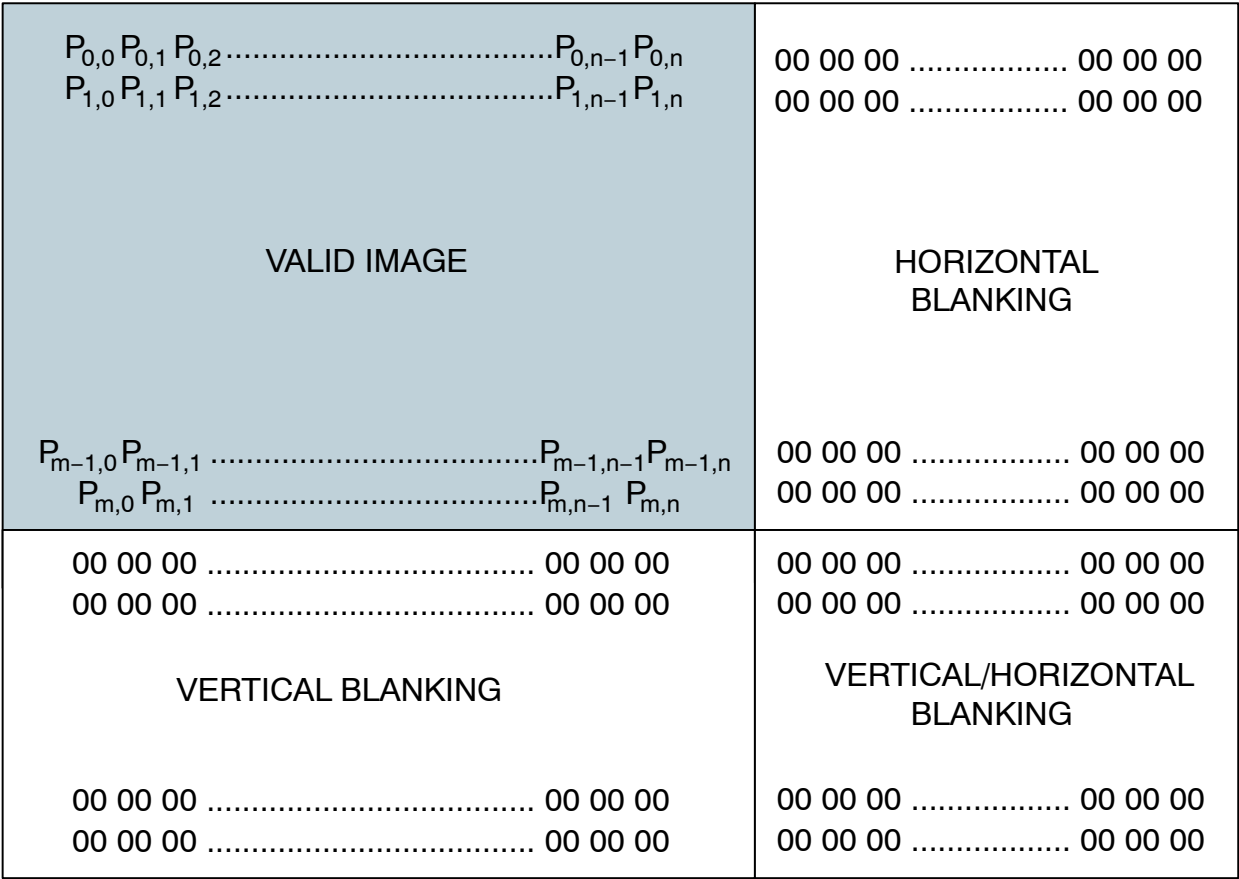 P0,0 P0,1 P0,2.....................................P0,n−1 P0,n
P1,0 P1,1 P1,2.....................................P1,n−1 P1,n
VALID IMAGE
Pm−1,0 Pm−1,1 .....................................Pm−1,n−1 Pm−1,n
Pm,0 Pm,1 .....................................Pm,n−1 Pm,n
00 00 00 .................. 00 00 00
00 00 00 .................. 00 00 00
HORIZONTAL
BLANKING
00 00 00 .................. 00 00 00
00 00 00 .................. 00 00 00
00 00 00 ..................................... 00 00 00
00 00 00 ..................................... 00 00 00
VERTICAL BLANKING
00 00 00 ..................................... 00 00 00
00 00 00 ..................................... 00 00 00
00 00 00 .................. 00 00 00
00 00 00 .................. 00 00 00
VERTICAL/HORIZONTAL
BLANKING
00 00 00 .................. 00 00 00
00 00 00 .................. 00 00 00